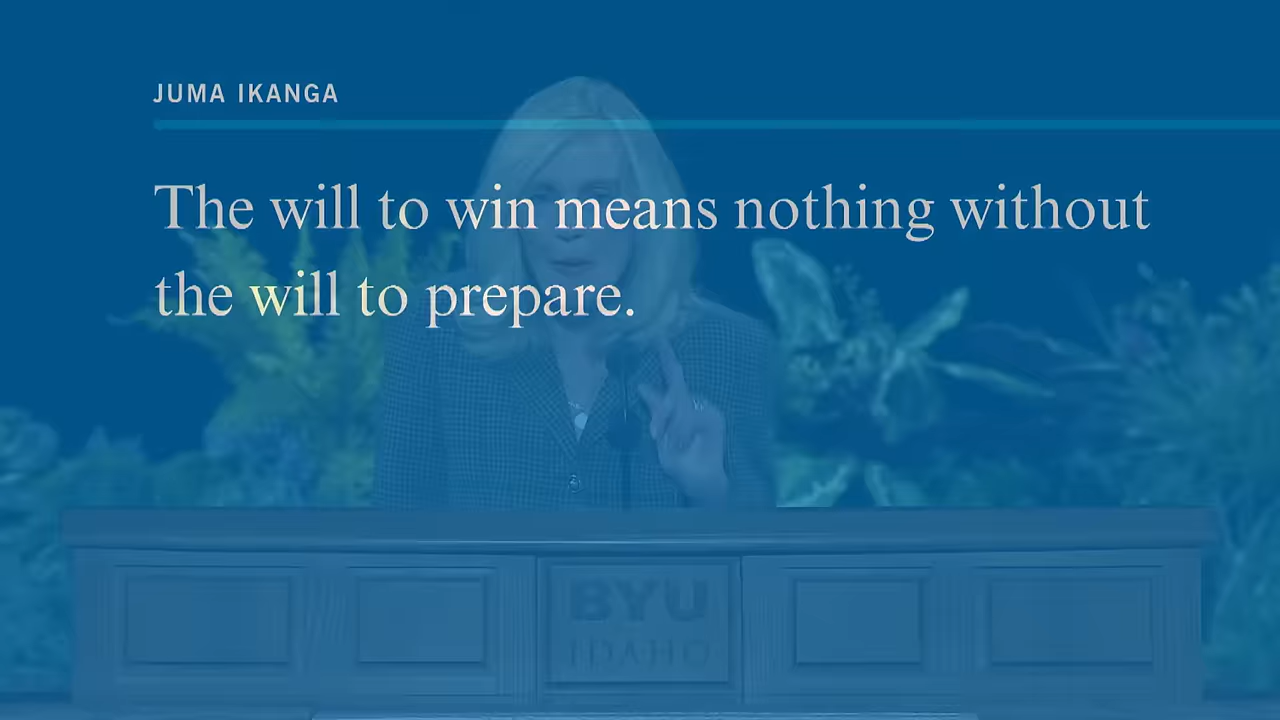 JUMA IKANGA
The will to win means nothing without
the will to prepare.
BYU
IDAHO